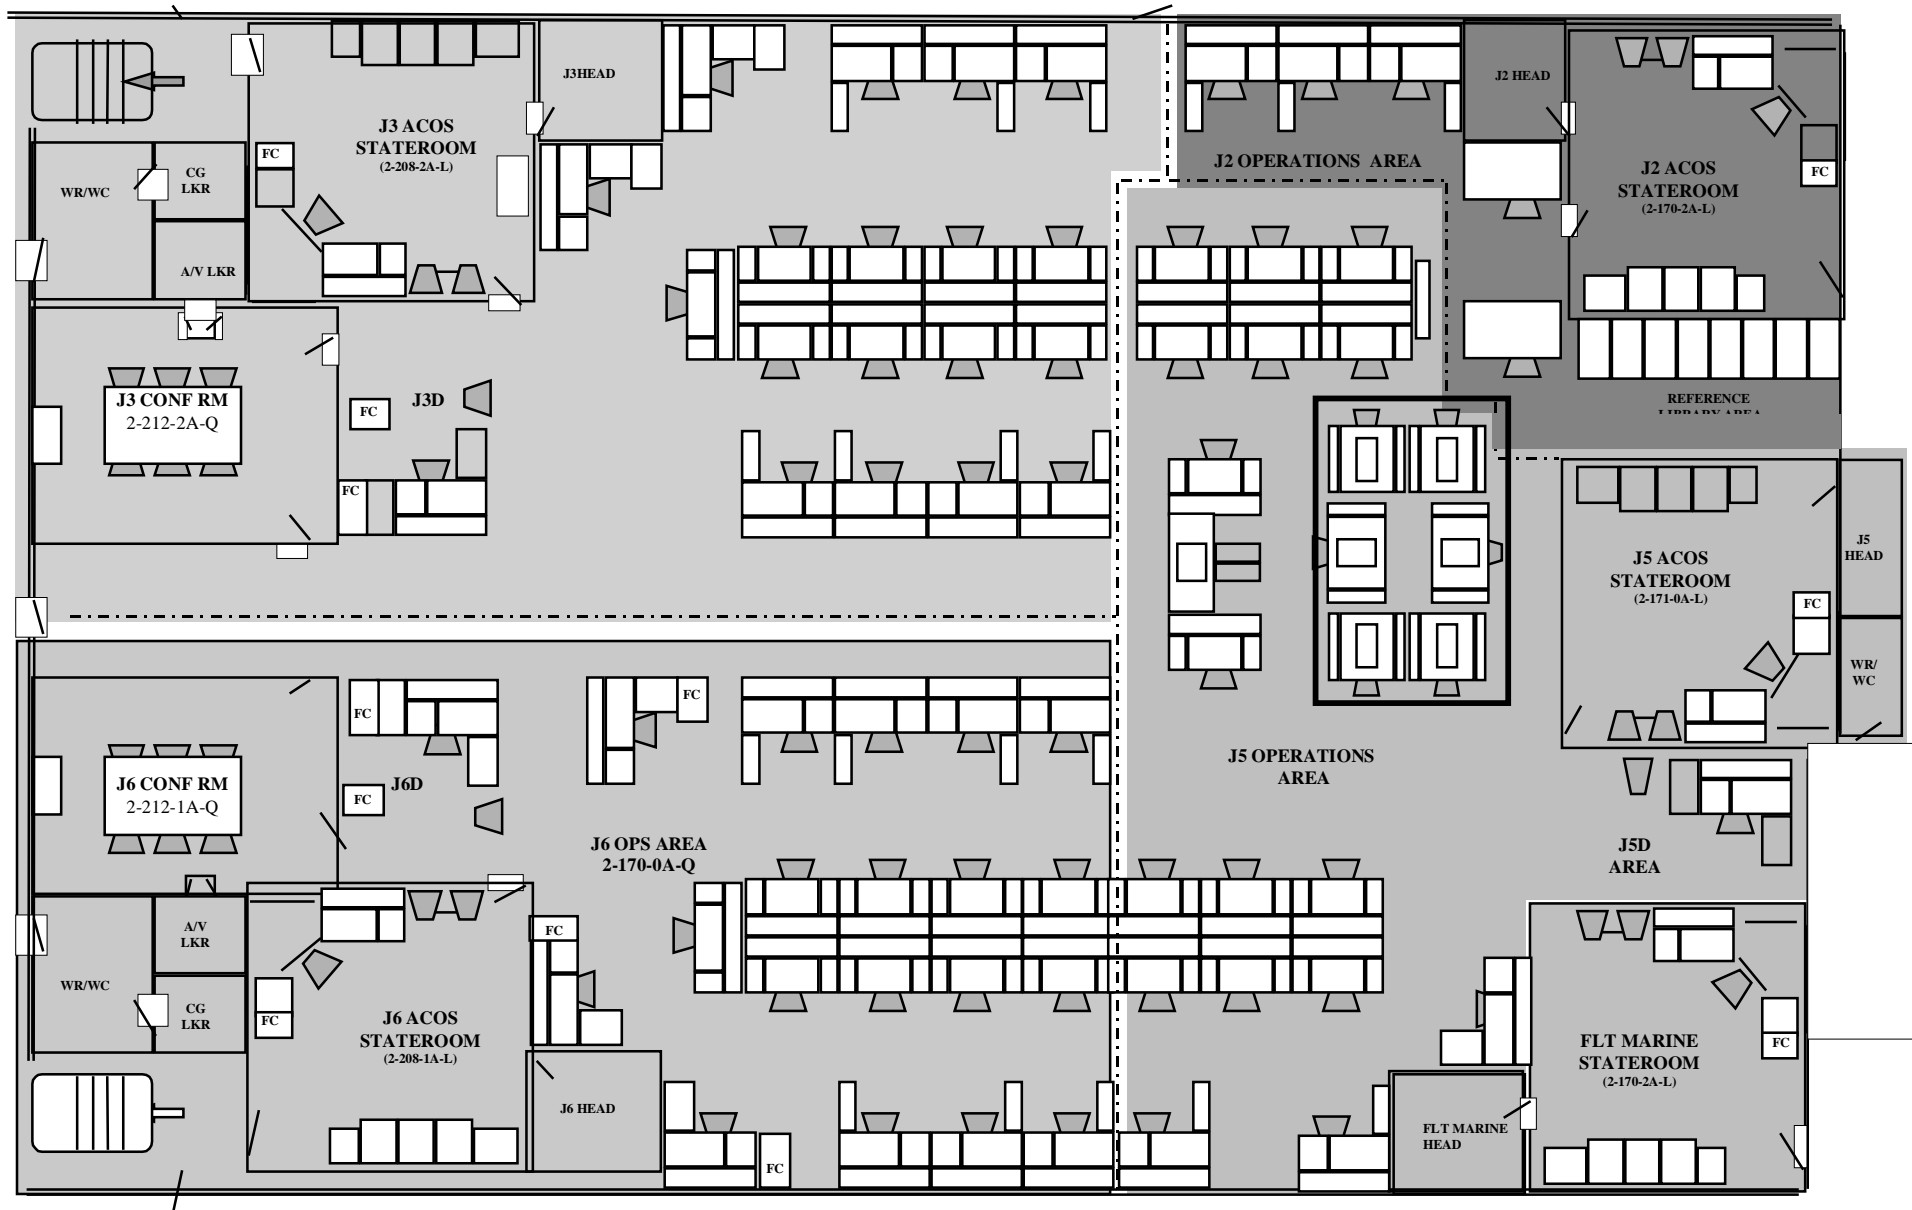 J3HEAD
J2 HEAD
J3 ACOS
STATEROOM
(2-208-2A-L)
FC
WR/WC
CG
LKR
A/V LKR
J2 OPERATIONS AREA
J2 ACOS
STATEROOM
(2-170-2A-L)
FC
J3 CONF RM
2-212-2A-Q
FC
J3D
FC
REFERENCE
LIBRARY AREA
J5 ACOS
STATEROOM
(2-171-0A-L)
FC
J5
HEAD
WR/
WC
FC
FC
J6 CONF RM
2-212-1A-Q
FC
J6D
J6 OPS AREA
2-170-0A-Q
J5 OPERATIONS
AREA
J5D
AREA
A/V
LKR
WR/WC
CG
LKR
FC
FC
J6 ACOS
STATEROOM
(2-208-1A-L)
J6 HEAD
FC
FLT MARINE
HEAD
FLT MARINE
STATEROOM
(2-170-2A-L)
FC